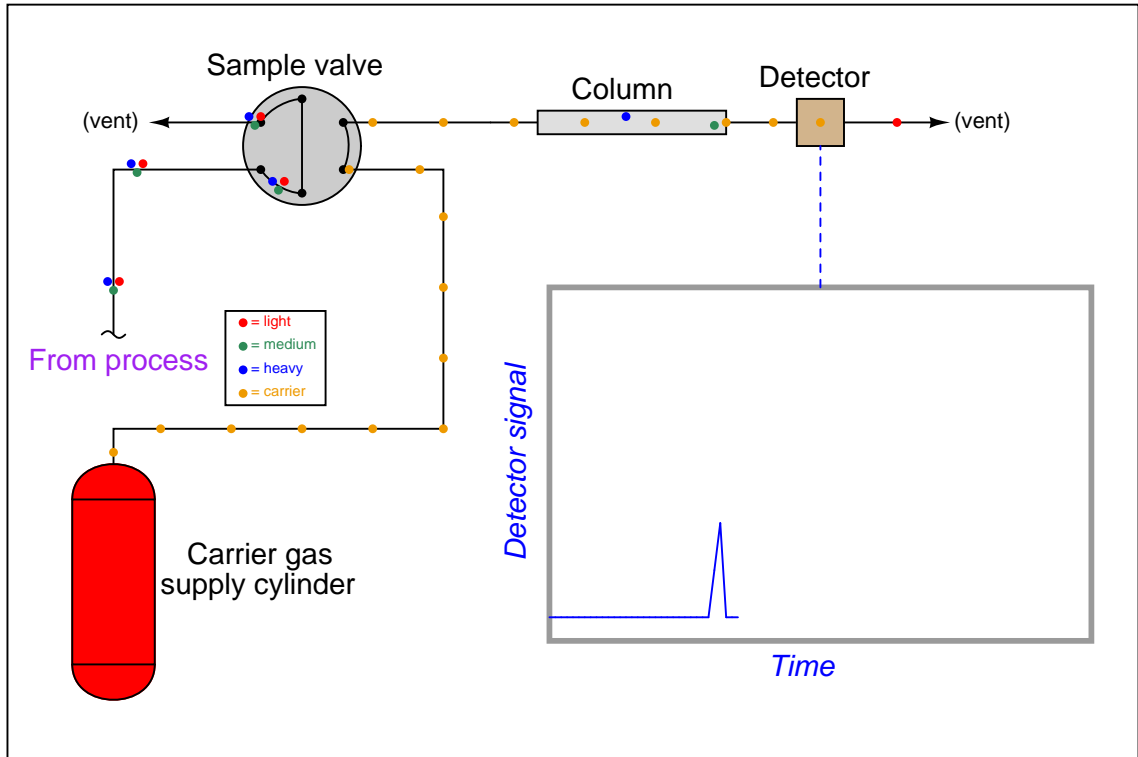 Sample valve
Column
Detector
(vent)
(vent)
From process
= light
= medium
= heavy
= carrier
Carrier gas
supply cylinder
Detector signal
Time